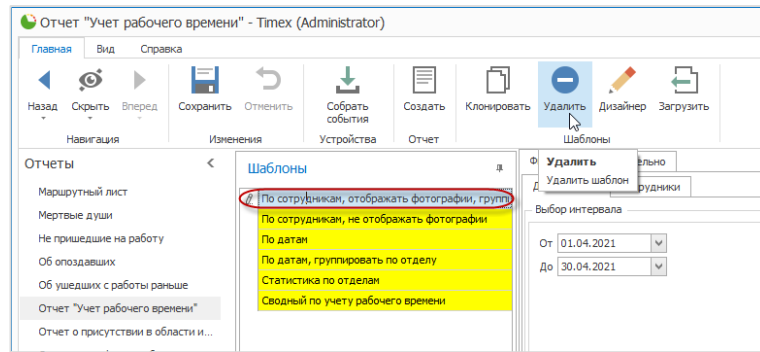 Отчет "Учет рабочего времени" - Timex (Administrator)
Главная Вид Справка
Назад Скрыть Вперед Сохранить Отменить Собрать события Создать Клонировать Удалить Дизайнер Загрузить
Навигация Изменения Устройства Отчет Шаблоны
Отчеты
Маршрутный лист
Мертвые души
Не пришедшие на работу
Об опоздавших
Об ушедших с работы раньше
Отчет "Учет рабочего времени"
Отчет о присутствии в области и...
Шаблоны
По сотрудникам, отображать фотографии, групп
По сотрудникам, не отображать фотографии
По датам
По датам, группировать по отделу
Статистика по отделам
Сводный по учету рабочего времени
Удалить
Удалить шаблон
Выбор интервала
От 01.04.2021
До 30.04.2021